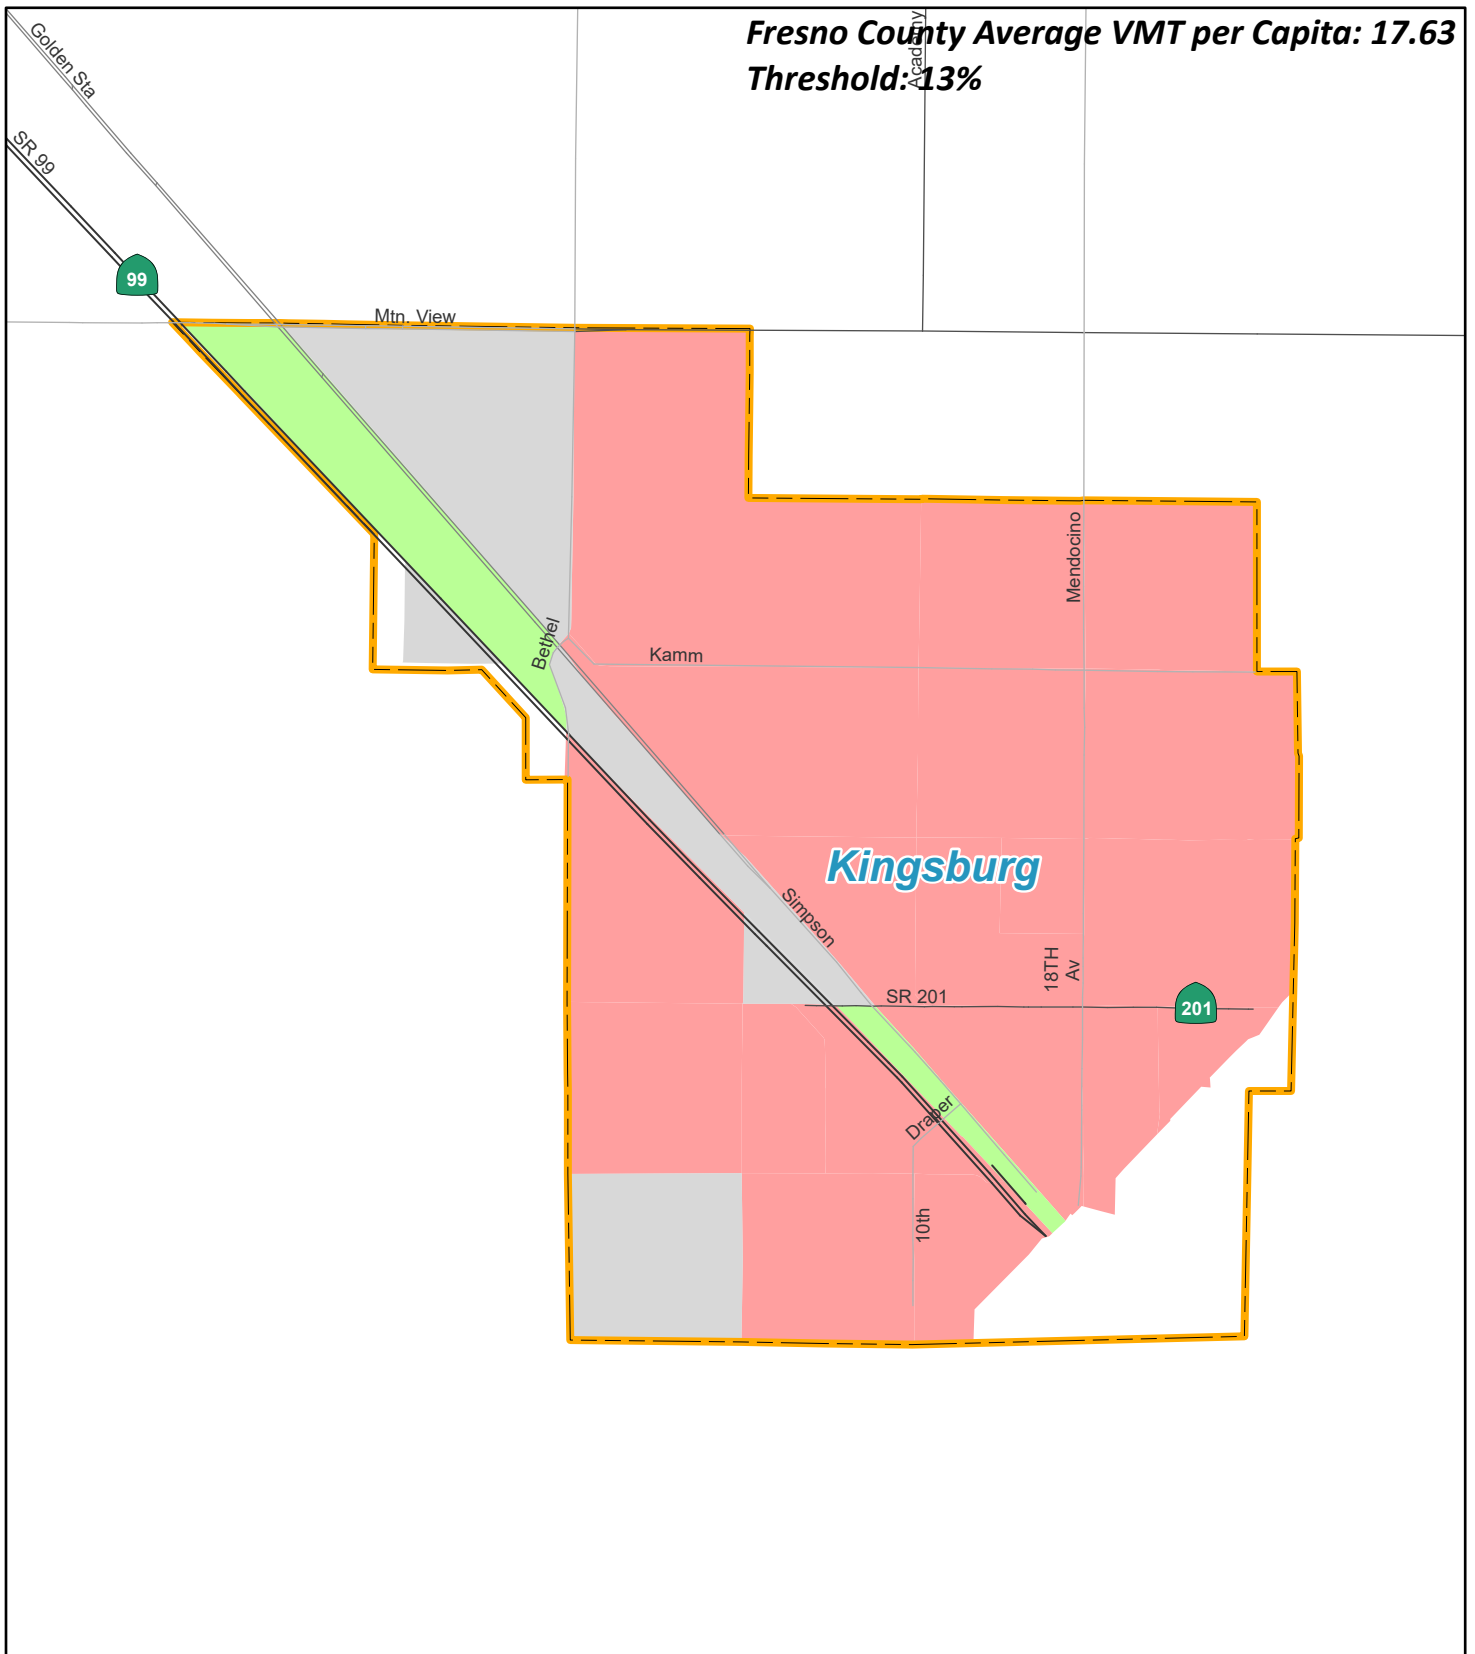 Fresno County Average VMT per Capita: 17.63
Threshold: 13%
Academy
Golden Sta
SR 99
99
Mtn. View
Mendocino
Bethel
Kamm
Kingsburg
Simpson
18TH
Av
SR 201
201
Draper
10th